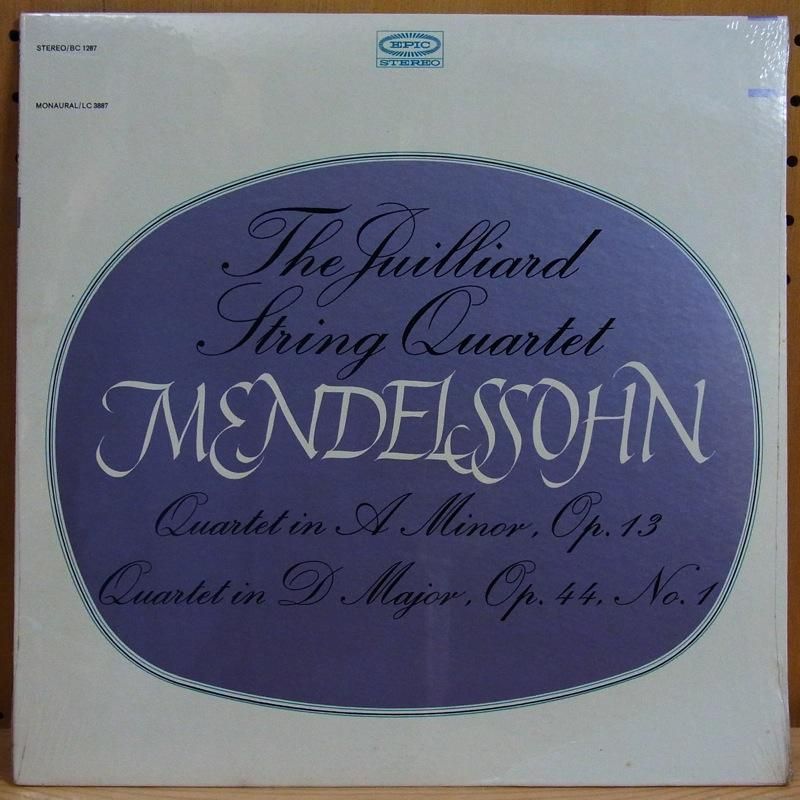 STEREO/BC 1287
EPIC
STEREO
MONAURAL/LC 3887
The Juilliard
String Quartet
MENDELSSOHN
Quartet in A Minor, Op. 13
Quartet in D Major, Op. 44, No. 1